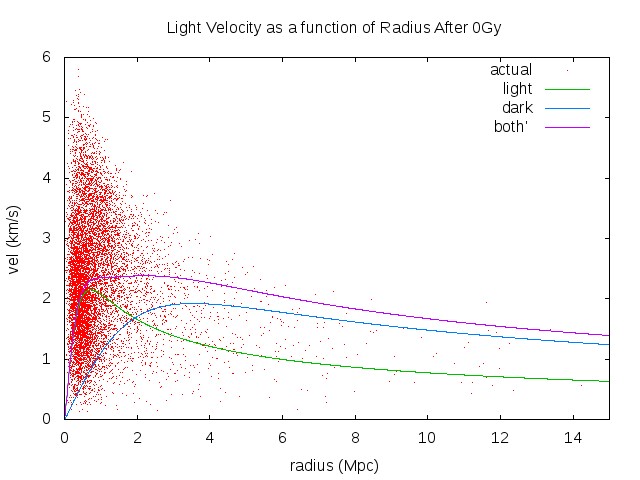 Light Velocity as a function of Radius After 0Gy
actual
light
dark
both'
6
5
4
3
2
1
0
vel (km/s)
0 2 4 6 8 10 12 14
radius (Mpc)